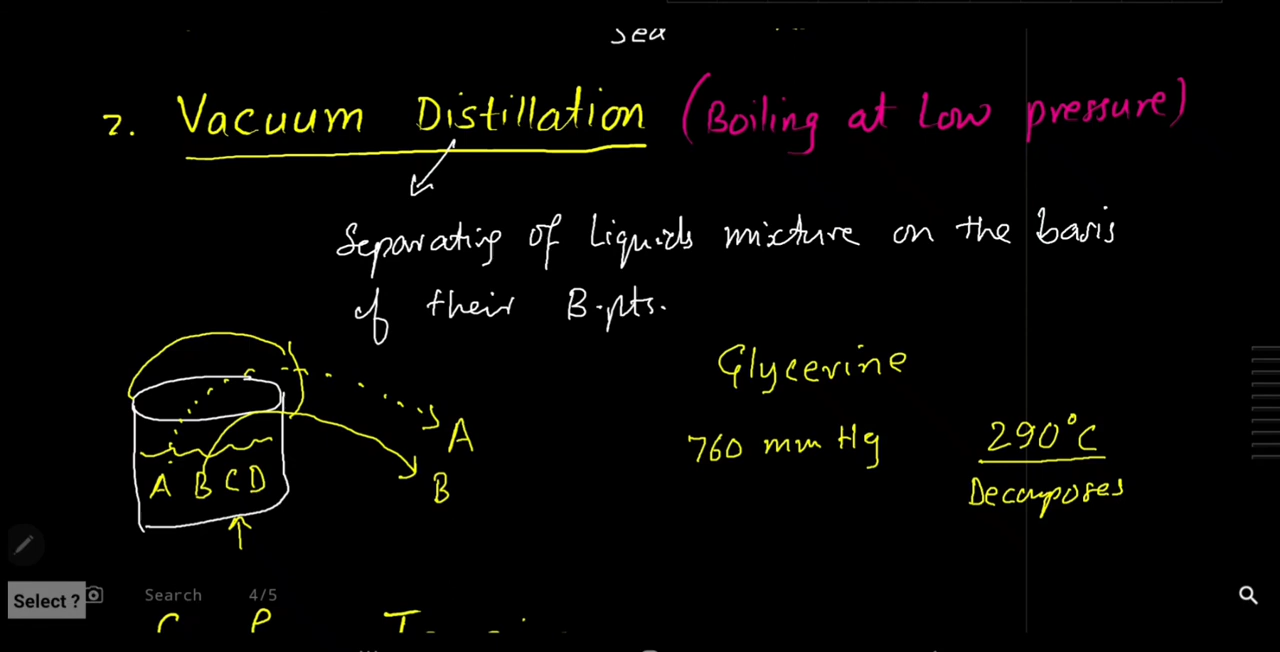 Sea
2. Vacuum Distillation (Boiling at Low pressure)
Separating of Liquids mixture on the basis
of their B.pts.
Glycerine
A
760 mm Hg 290°C
A B C D
B
Decomposes
Select ?
Search 4/5